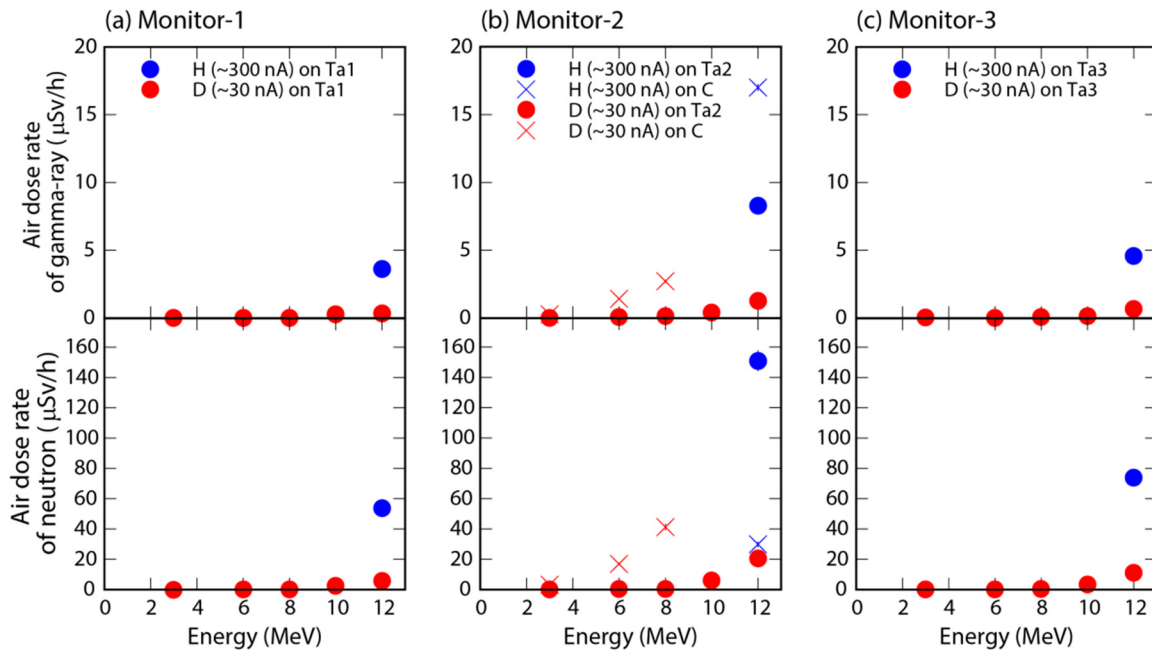 (a) Monitor-1
(b) Monitor-2
(c) Monitor-3
Air dose rate
of gamma-ray (μSv/h)
20
15
10
5
0
H (~300 nA) on Ta1
D (~30 nA) on Ta1
20
15
10
5
0
H (~300 nA) on Ta2
H (~300 nA) on C
D (~30 nA) on Ta2
D (~30 nA) on C
20
15
10
5
0
H (~300 nA) on Ta3
D (~30 nA) on Ta3
Air dose rate
of neutron (μSv/h)
160
140
120
100
80
60
40
20
0
160
140
120
100
80
60
40
20
0
160
140
120
100
80
60
40
20
0
0 2 4 6 8 10 12
0 2 4 6 8 10 12
0 2 4 6 8 10 12
Energy (MeV)
Energy (MeV)
Energy (MeV)